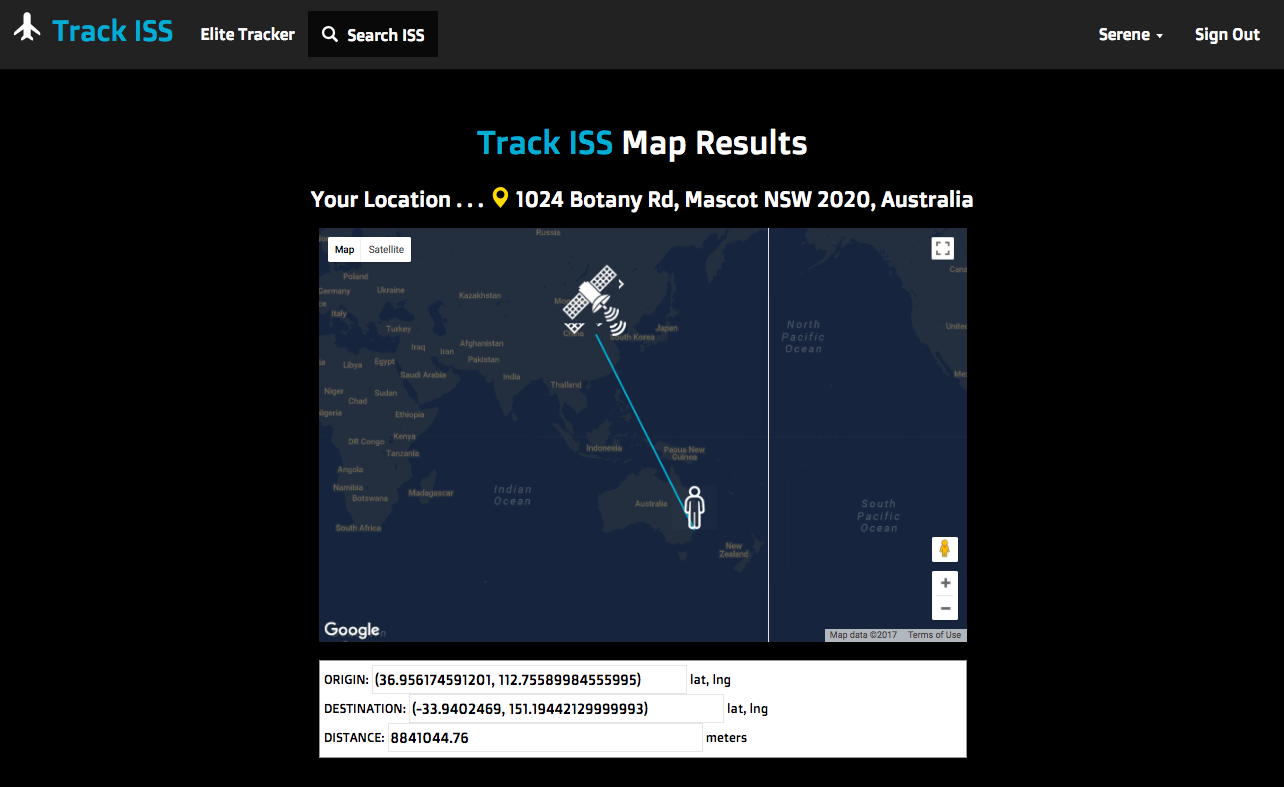 Track ISS Elite Tracker Search ISS Serene Sign Out
Track ISS Map Results
Your Location . . . 1024 Botany Rd, Mascot NSW 2020, Australia
Map Satellite
Russia
Poland
Germany
Ukraine
Kazakhstan
Italy
Turkey
China
South Korea
Japan
Iraq
Iran
Afghanistan
Pakistan
Libya
Egypt
Saudi Arabia
India
Thailand
Niger
Chad
Sudan
Ethiopia
DR Congo
Kenya
Tanzania
Indonesia
Papua New
Guinea
Angola
Namibia
Botswana
Madagascar
South Africa
Indian
Ocean
Australia
New
Zealand
North
Pacific
Ocean
South
Pacific
Ocean
Google
Map data ©2017 Terms of Use
ORIGIN: (36.956174591201, 112.75589984555995) lat, lng
DESTINATION: (-33.9402469, 151.19442129999993) lat, lng
DISTANCE: 8841044.76 meters